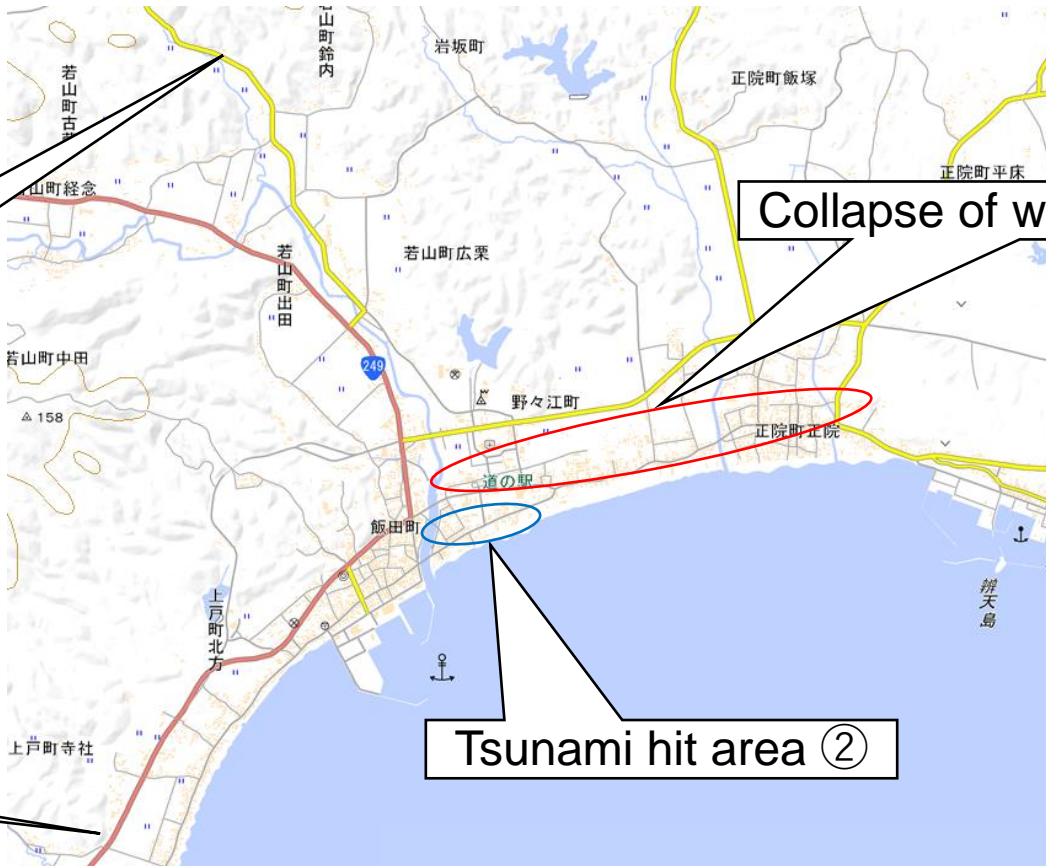 若山町鈴内
岩坂町
正院町飯塚
若山町古蔵
正院町平床
若山町経念
Collapse of w
若山町広栗
若山町出田
若山町中田
249
158
野々江町
正院町正院
道の駅
飯田町
辨天島
上戸町北方
Tsunami hit area ②
上戸町寺社